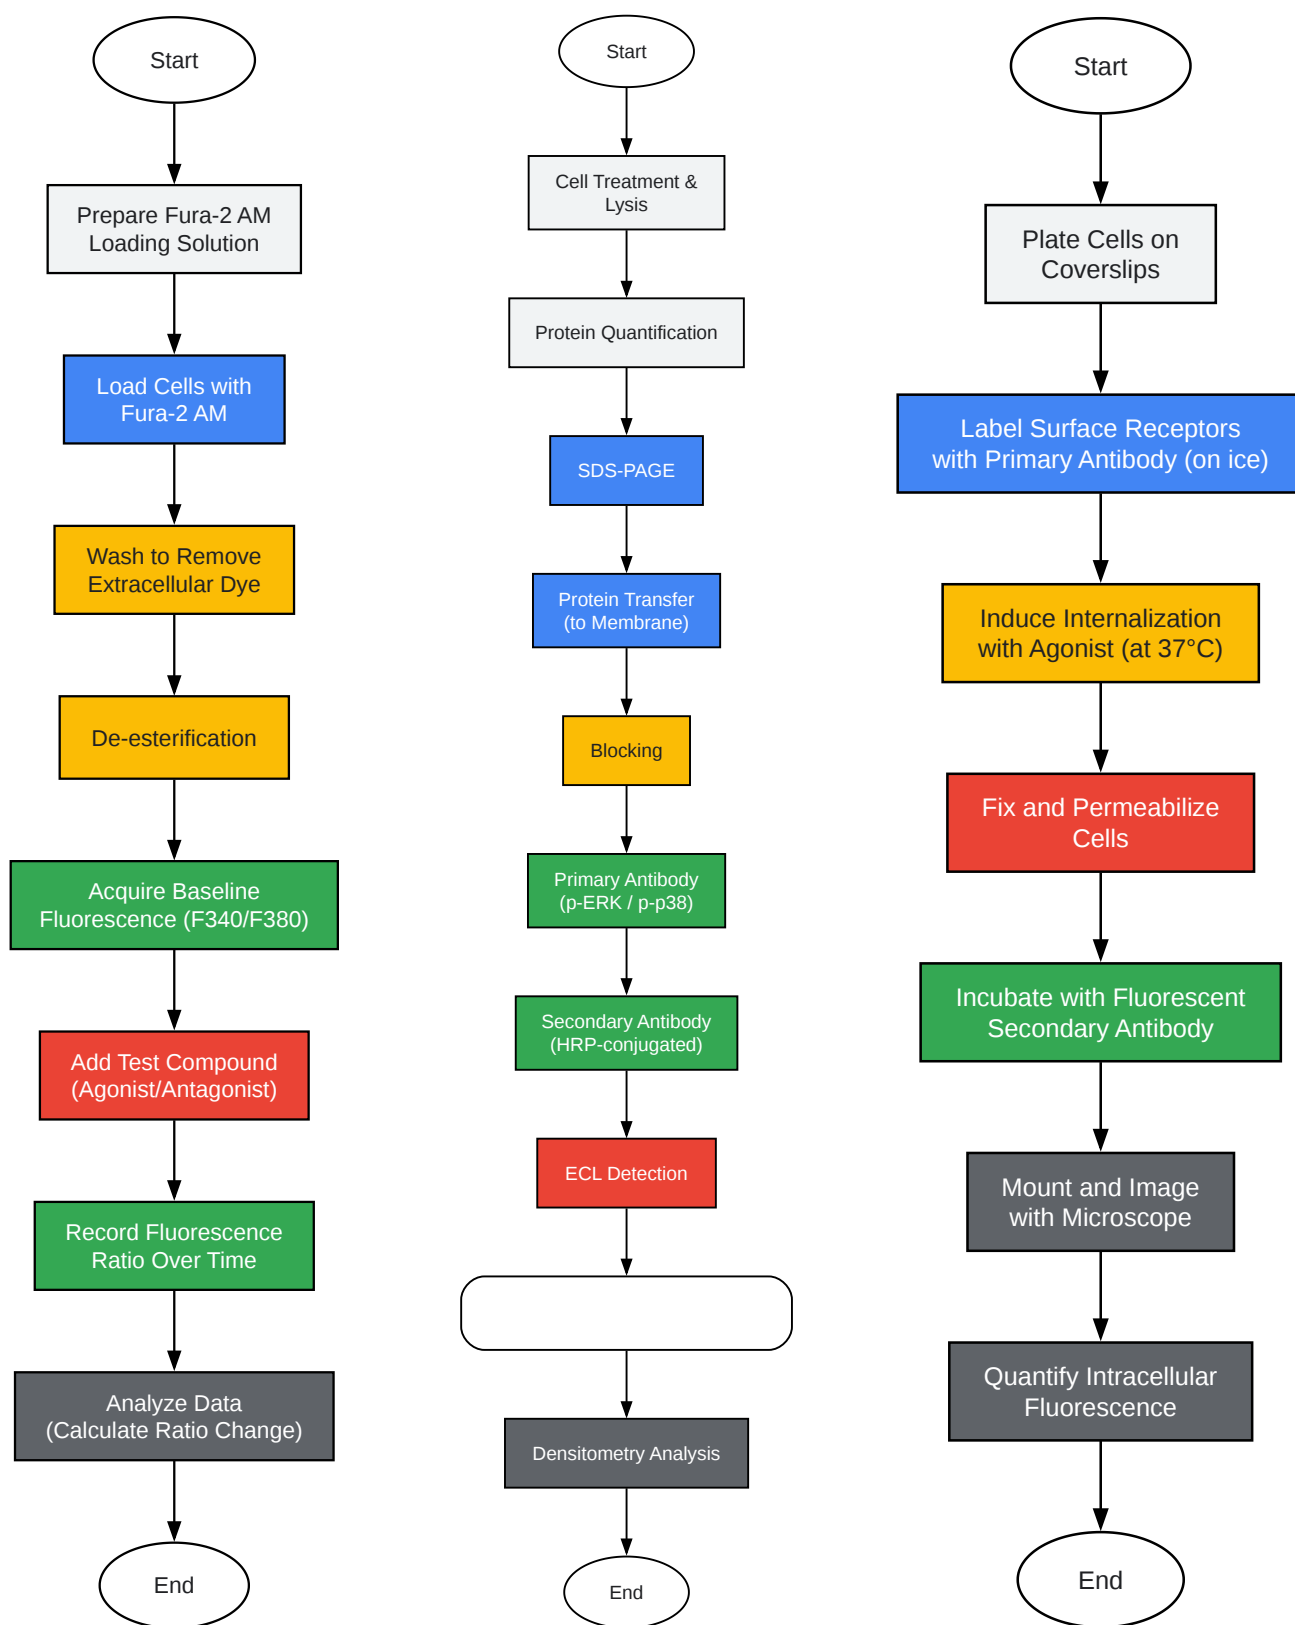 Start
Prepare Fura-2 AM
Loading Solution
Load Cells with
Fura-2 AM
Wash to Remove
Extracellular Dye
De-esterification
Acquire Baseline
Fluorescence (F340/F380)
Add Test Compound
(Agonist/Antagonist)
Record Fluorescence
Ratio Over Time
Analyze Data
(Calculate Ratio Change)
End
Start
Cell Treatment &
Lysis
Protein Quantification
SDS-PAGE
Protein Transfer
(to Membrane)
Blocking
Primary Antibody
(p-ERK / p-p38)
Secondary Antibody
(HRP-conjugated)
ECL Detection
Densitometry Analysis
End
Start
Plate Cells on
Coverslips
Label Surface Receptors
with Primary Antibody (on ice)
Induce Internalization
with Agonist (at 37°C)
Fix and Permeabilize
Cells
Incubate with Fluorescent
Secondary Antibody
Mount and Image
with Microscope
Quantify Intracellular
Fluorescence
End